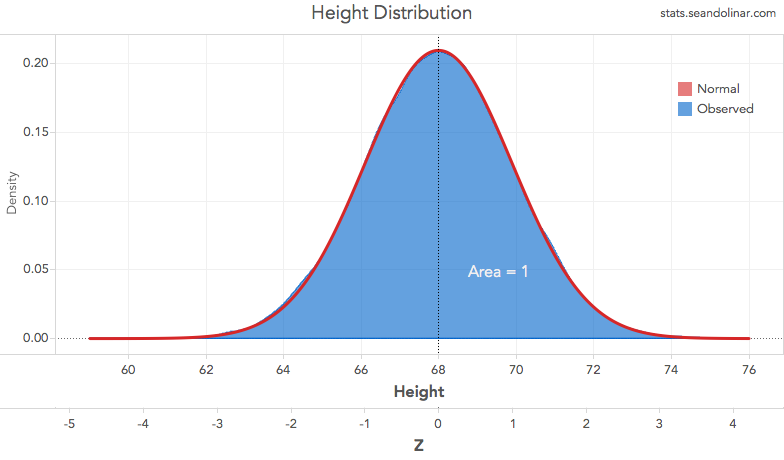 Height Distribution
stats.seandolinar.com
Normal
Observed
Density
0.20
0.15
0.10
0.05
0.00
Area = 1
60 62 64 66 68 70 72 74 76
Height
-5 -4 -3 -2 -1 0 1 2 3 4
Z